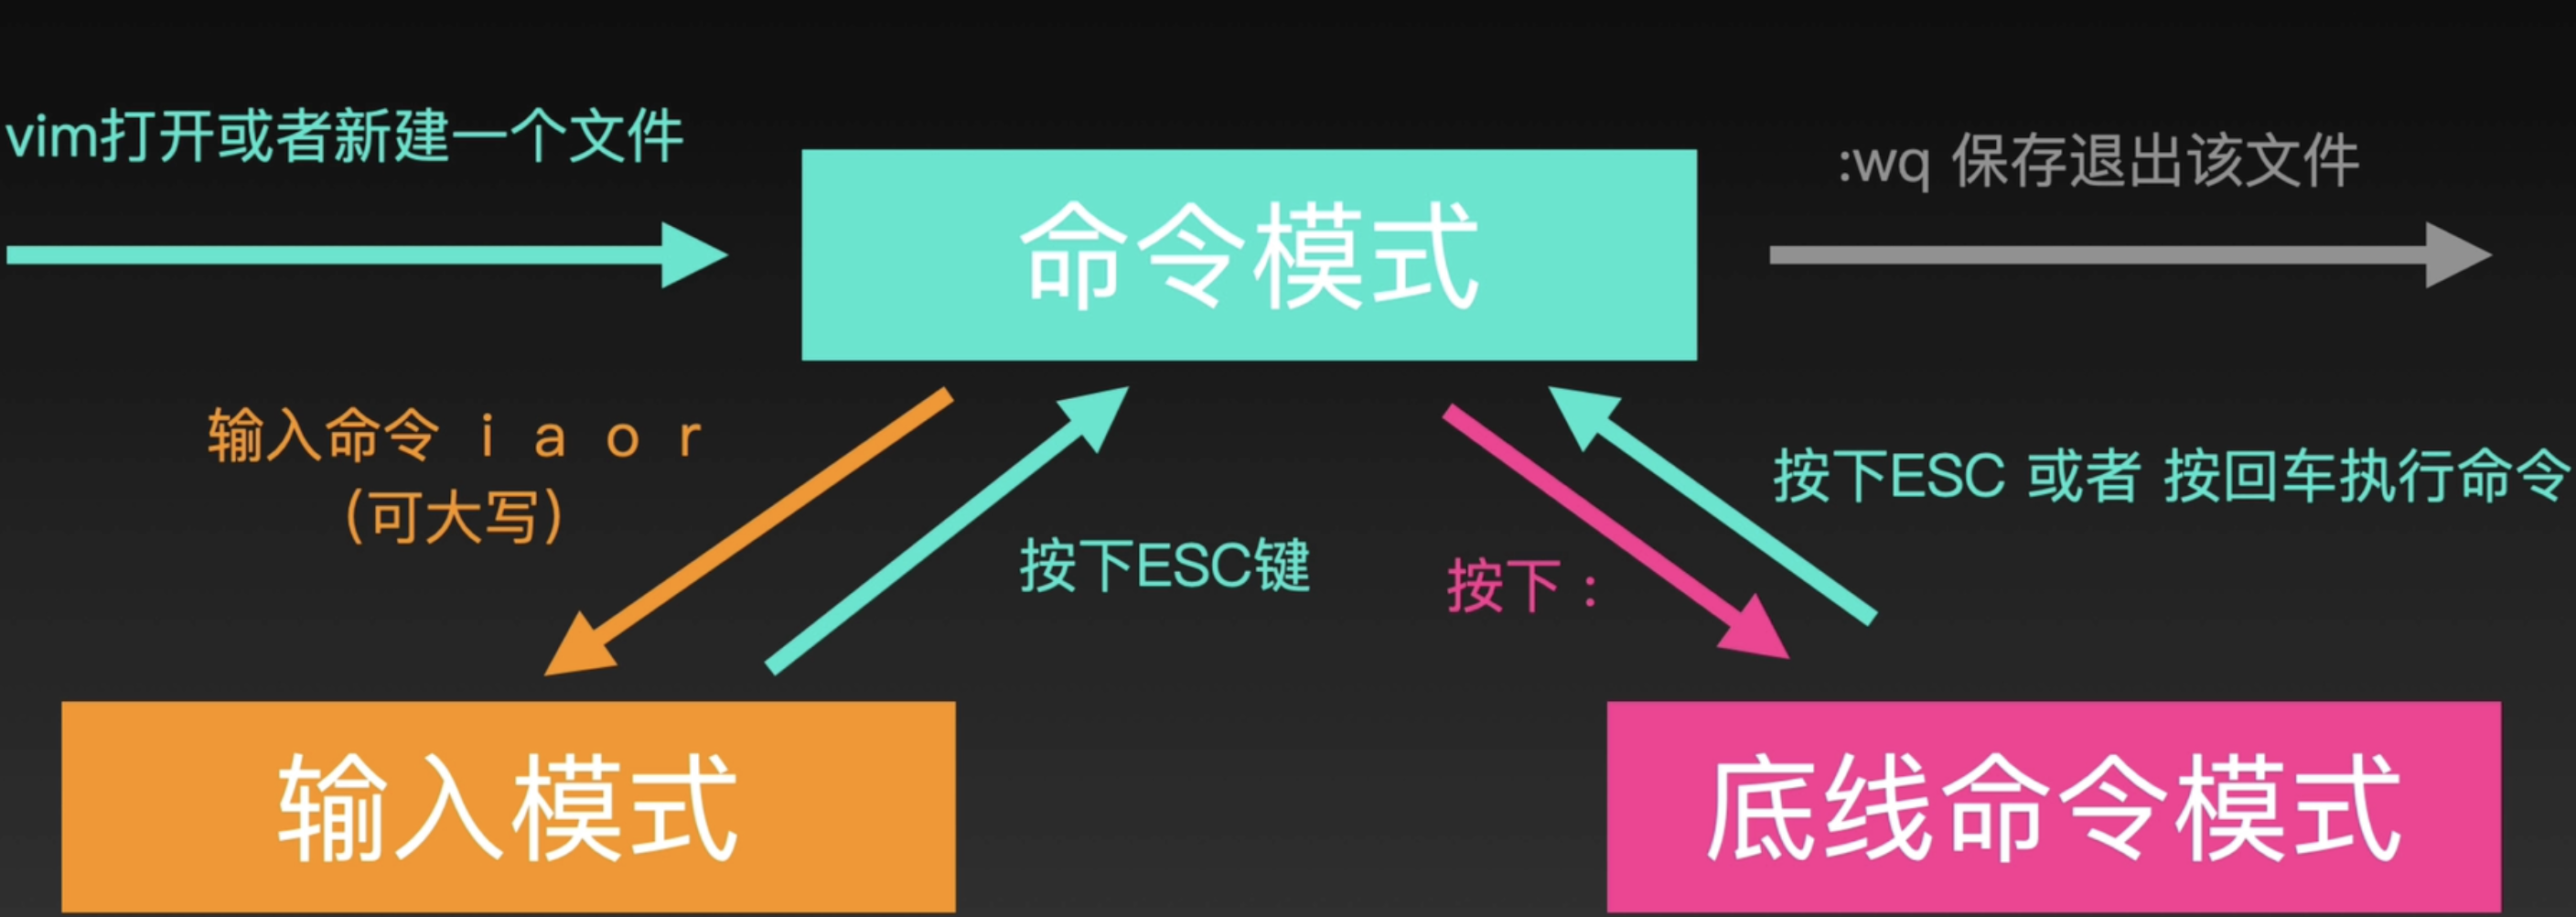 vim打开或者新建一个文件
命令模式
:wq 保存退出该文件
输入命令 i a o r
(可大写)
按下ESC键
按下 :
按下ESC 或者 按回车执行命令
输入模式
底线命令模式